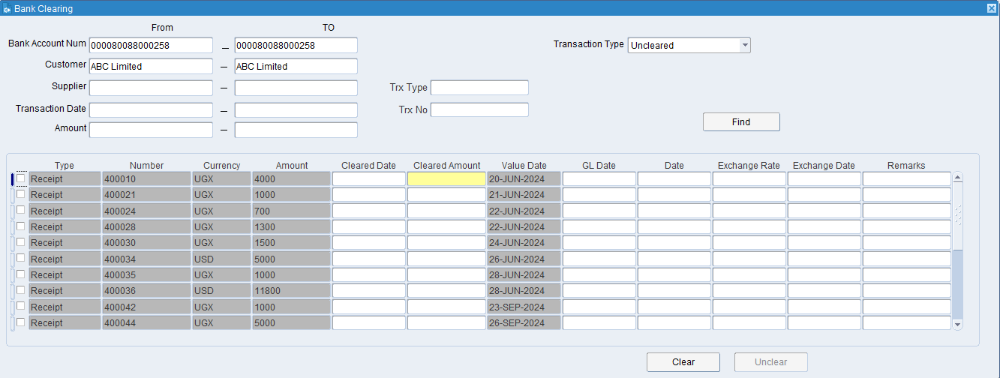 Bank Clearing
From TO
Bank Account Num 000080088000258 – 000080088000258 Transaction Type Uncleared
Customer ABC Limited – ABC Limited
Supplier – Trx Type
Transaction Date – Trx No
Amount – Find
Type Number Currency Amount Cleared Date Cleared Amount Value Date GL Date Date Exchange Rate Exchange Date Remarks
Receipt 400010 UGX 4000 20-JUN-2024
Receipt 400021 UGX 1000 21-JUN-2024
Receipt 400024 UGX 700 22-JUN-2024
Receipt 400028 UGX 1300 22-JUN-2024
Receipt 400030 UGX 1500 24-JUN-2024
Receipt 400034 USD 5000 26-JUN-2024
Receipt 400035 UGX 1000 28-JUN-2024
Receipt 400036 USD 11800 28-JUN-2024
Receipt 400042 UGX 1000 23-SEP-2024
Receipt 400044 UGX 5000 26-SEP-2024
Clear Unclear